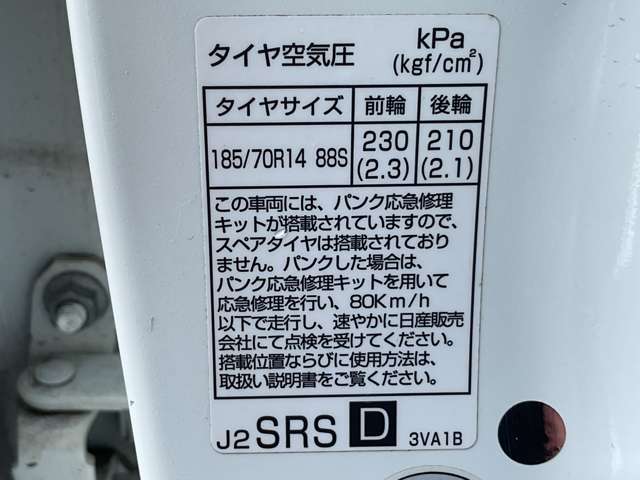 タイヤ空気圧 kPa
(kgf/cm²)
タイヤサイズ 前輪 後輪
185/70R14 88S 230 210
(2.3) (2.1)
この車両には、パンク応急修理
キットが搭載されていますので、
スペアタイヤは搭載されており
ません。パンクした場合は、
パンク応急修理キットを用いて
応急修理を行い、80Km/h
以下で走行し、速やかに日産販売
会社にて点検を受けてください。
搭載位置ならびに使用方法は、
取扱い説明書をご覧ください。
J2 SRS D 3VA1B